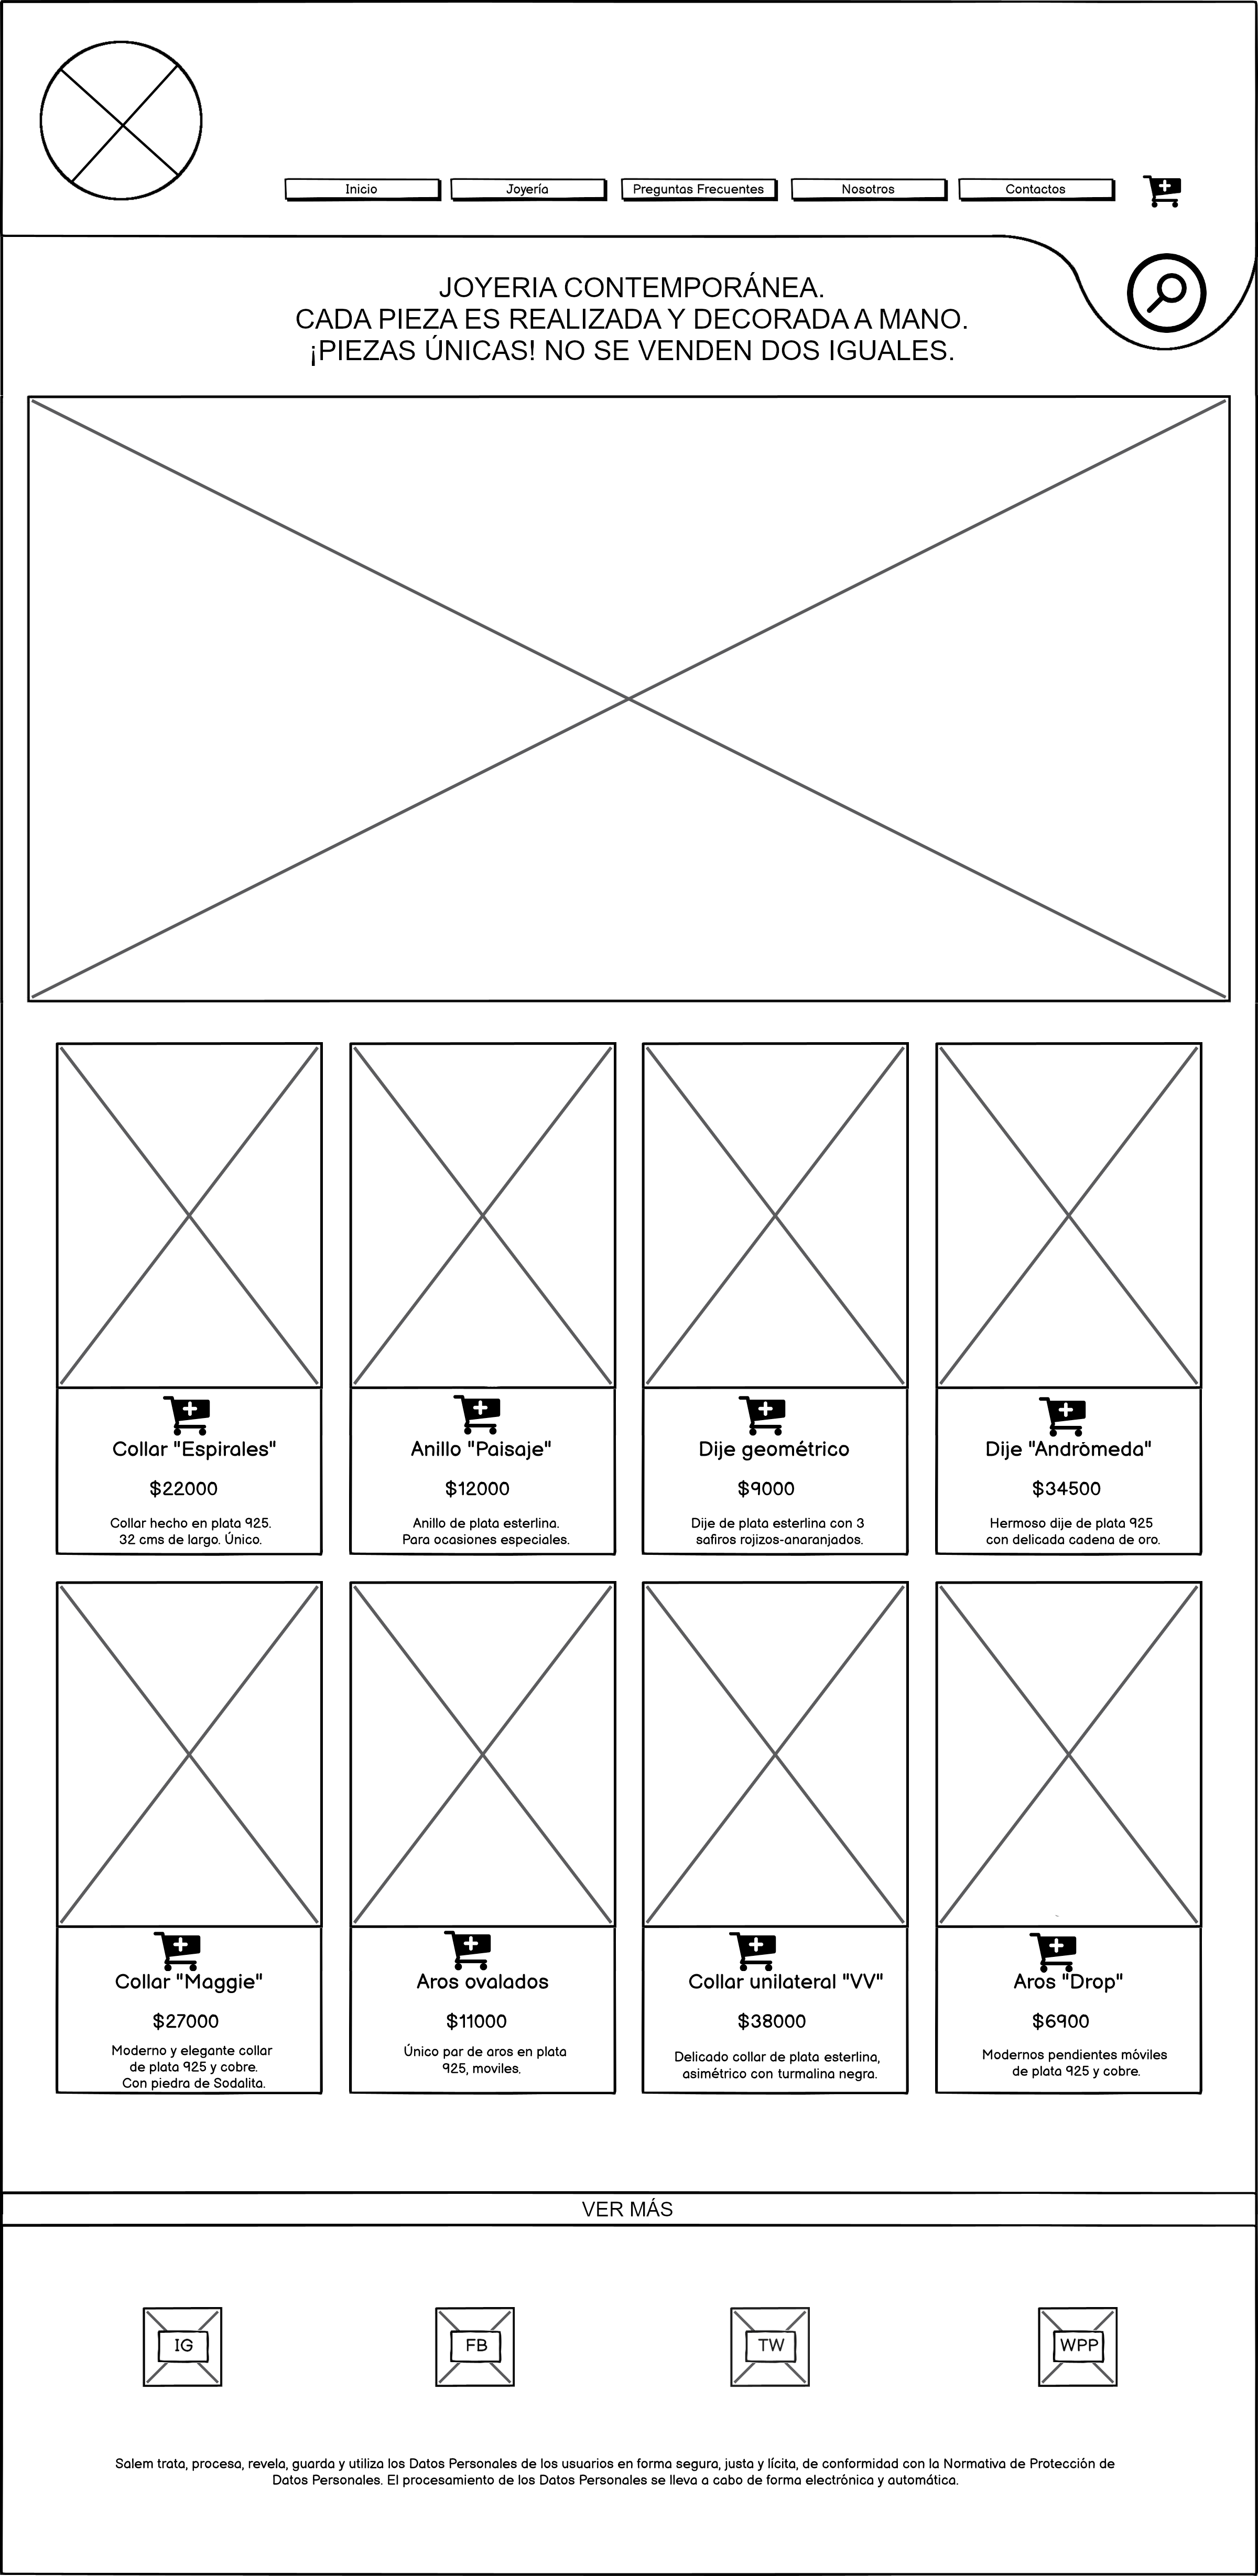 Inicio
Joyería
Preguntas Frecuentes
Nosotros
Contactos
JOYERIA CONTEMPORÁNEA.
CADA PIEZA ES REALIZADA Y DECORADA A MANO.
¡PIEZAS ÚNICAS! NO SE VENDEN DOS IGUALES.
Collar "Espirales"
$22000
Collar hecho en plata 925.
32 cms de largo. Único.
Anillo "Paisaje"
$12000
Anillo de plata esterlina.
Para ocasiones especiales.
Dije geométrico
$9000
Dije de plata esterlina con 3
safiros rojizos-anaranjados.
Dije "Andrómeda"
$34500
Hermoso dije de plata 925
con delicada cadena de oro.
Collar "Maggie"
$27000
Moderno y elegante collar
de plata 925 y cobre.
Con piedra de Sodalita.
Aros ovalados
$11000
Único par de aros en plata
925, moviles.
Collar unilateral "VV"
$38000
Delicado collar de plata esterlina,
asimétrico con turmalina negra.
Aros "Drop"
$6900
Modernos pendientes móviles
de plata 925 y cobre.
VER MÁS
IG
FB
TW
WPP
Salem trata, procesa, revela, guarda y utiliza los Datos Personales de los usuarios en forma segura, justa y lícita, de conformidad con la Normativa de Protección de
Datos Personales. El procesamiento de los Datos Personales se lleva a cabo de forma electrónica y automática.